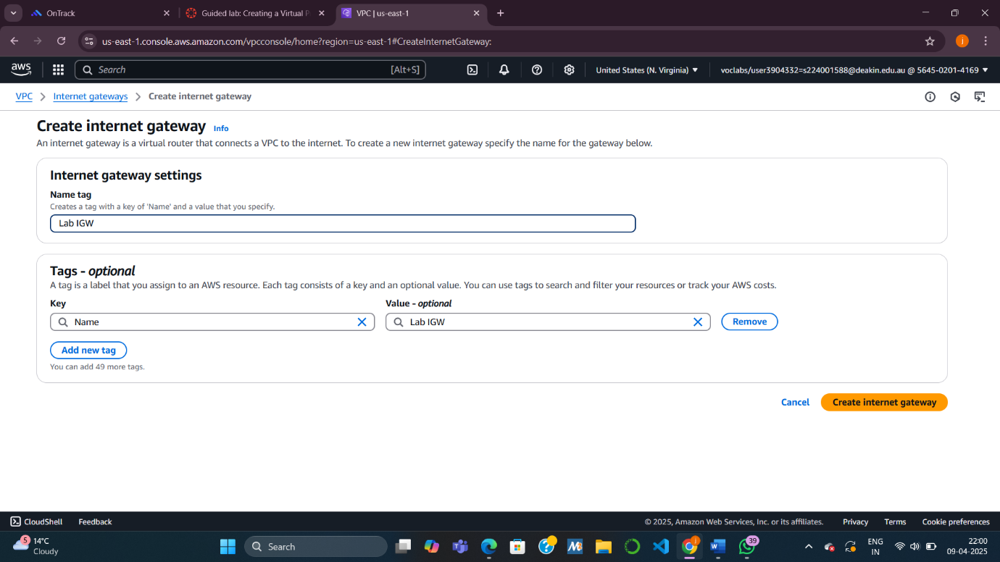 OnTrack
Guided lab: Creating a Virtual P
VPC | us-east-1
us-east-1.console.aws.amazon.com/vpcconsole/home?region=us-east-1#CreateInternetGateway:
j
aws
Search
[Alt+S]
United States (N. Virginia)
voclabs/user3904332=s224001588@deakin.edu.au @ 5645-0201-4169
VPC
Internet gateways
Create internet gateway
Create internet gateway
Info
An internet gateway is a virtual router that connects a VPC to the internet. To create a new internet gateway specify the name for the gateway below.
Internet gateway settings
Name tag
Creates a tag with a key of 'Name' and a value that you specify.
Lab IGW
Tags - optional
A tag is a label that you assign to an AWS resource. Each tag consists of a key and an optional value. You can use tags to search and filter your resources or track your AWS costs.
Key
Value - optional
Name
Lab IGW
Remove
Add new tag
You can add 49 more tags.
Cancel
Create internet gateway
CloudShell
Feedback
© 2025, Amazon Web Services, Inc. or its affiliates.
Privacy
Terms
Cookie preferences
5
14°C
Cloudy
Search
39
ENG
IN
22:00
09-04-2025